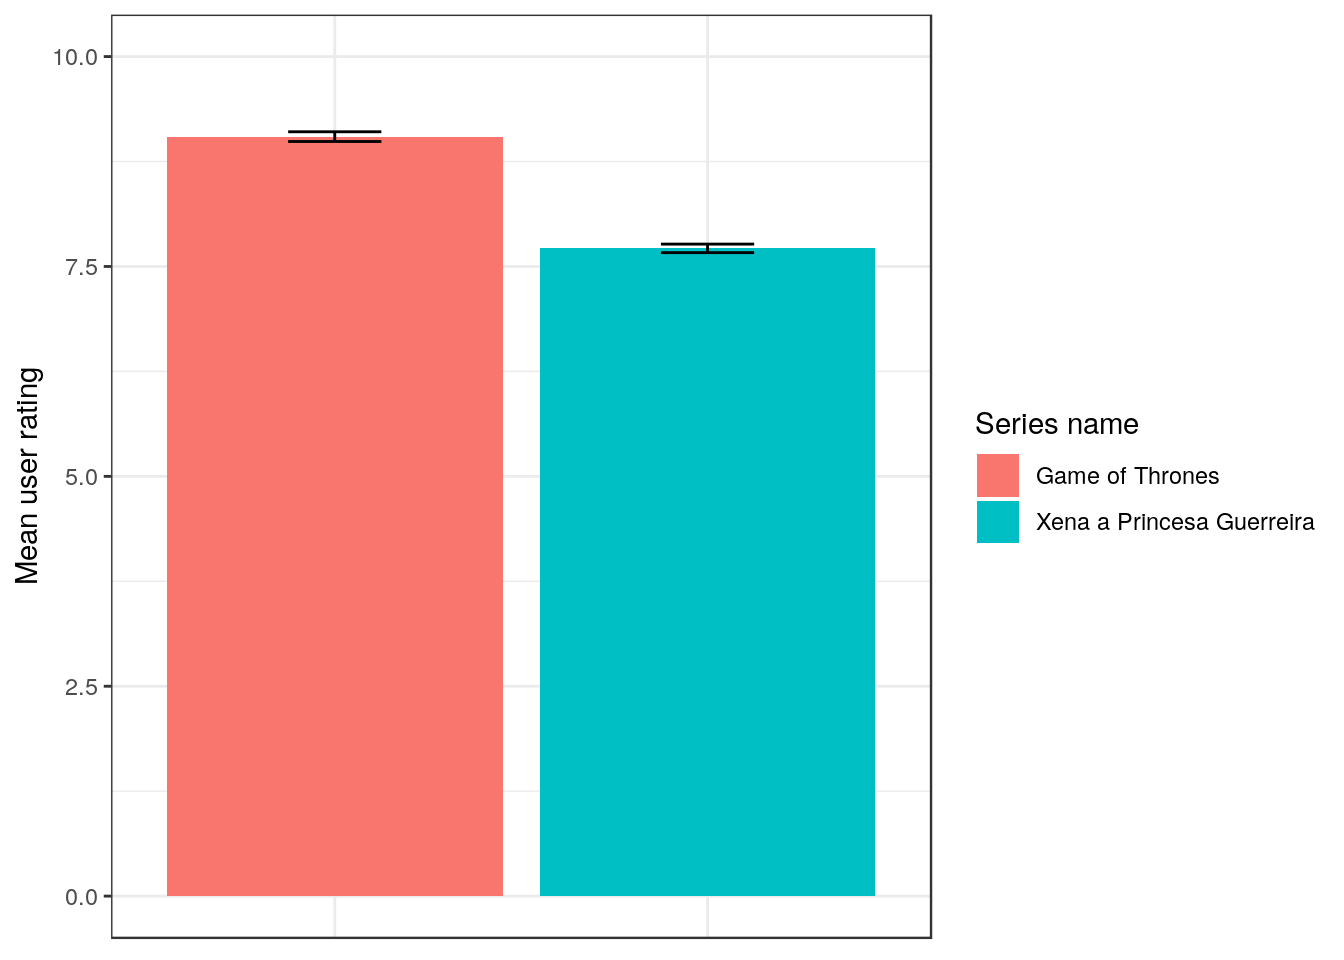 10.0
7.5
5.0
2.5
0.0
Mean user rating
Series name
Game of Thrones
Xena a Princesa Guerreira